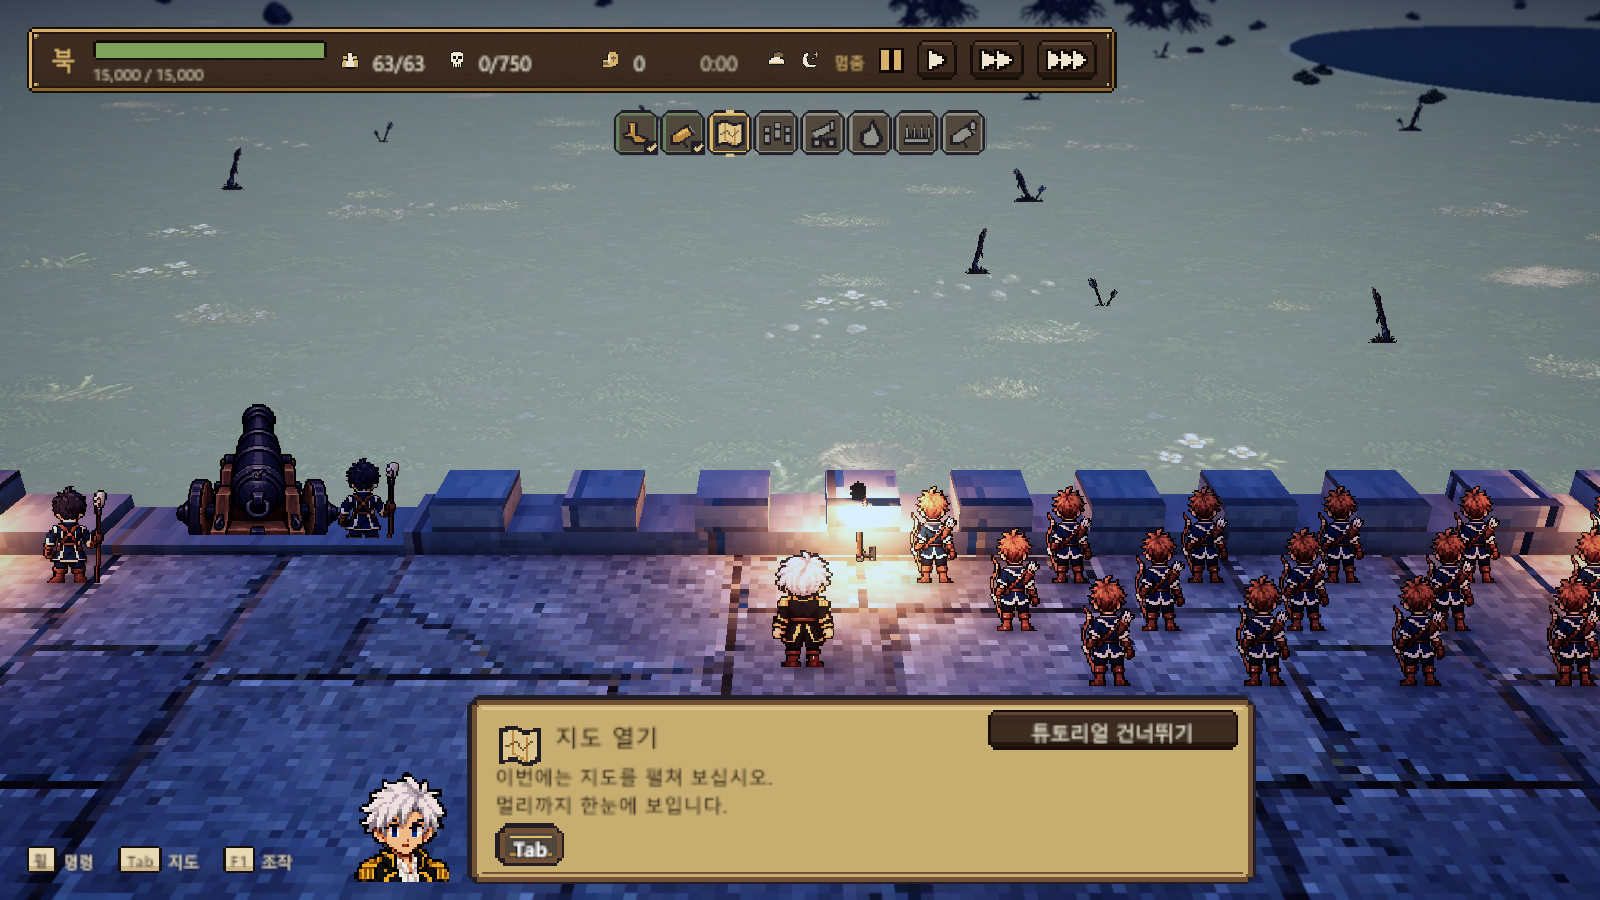 북
15,000 / 15,000
63/63
0/750
0
0:00
멈춤
지도 열기
튜토리얼 건너뛰기
이번에는 지도를 펼쳐 보십시오.
멀리까지 한눈에 보입니다.
Tab
휠 명령
Tab 지도
F1 조작